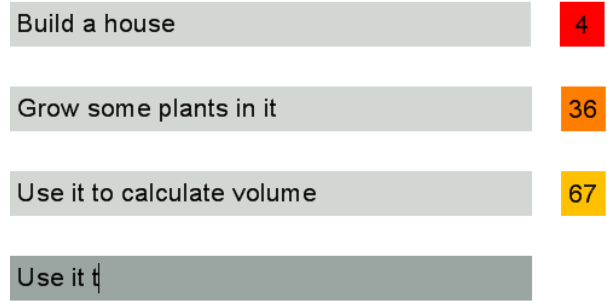 Build a house 4
Grow some plants in it 36
Use it to calculate volume 67
Use it t